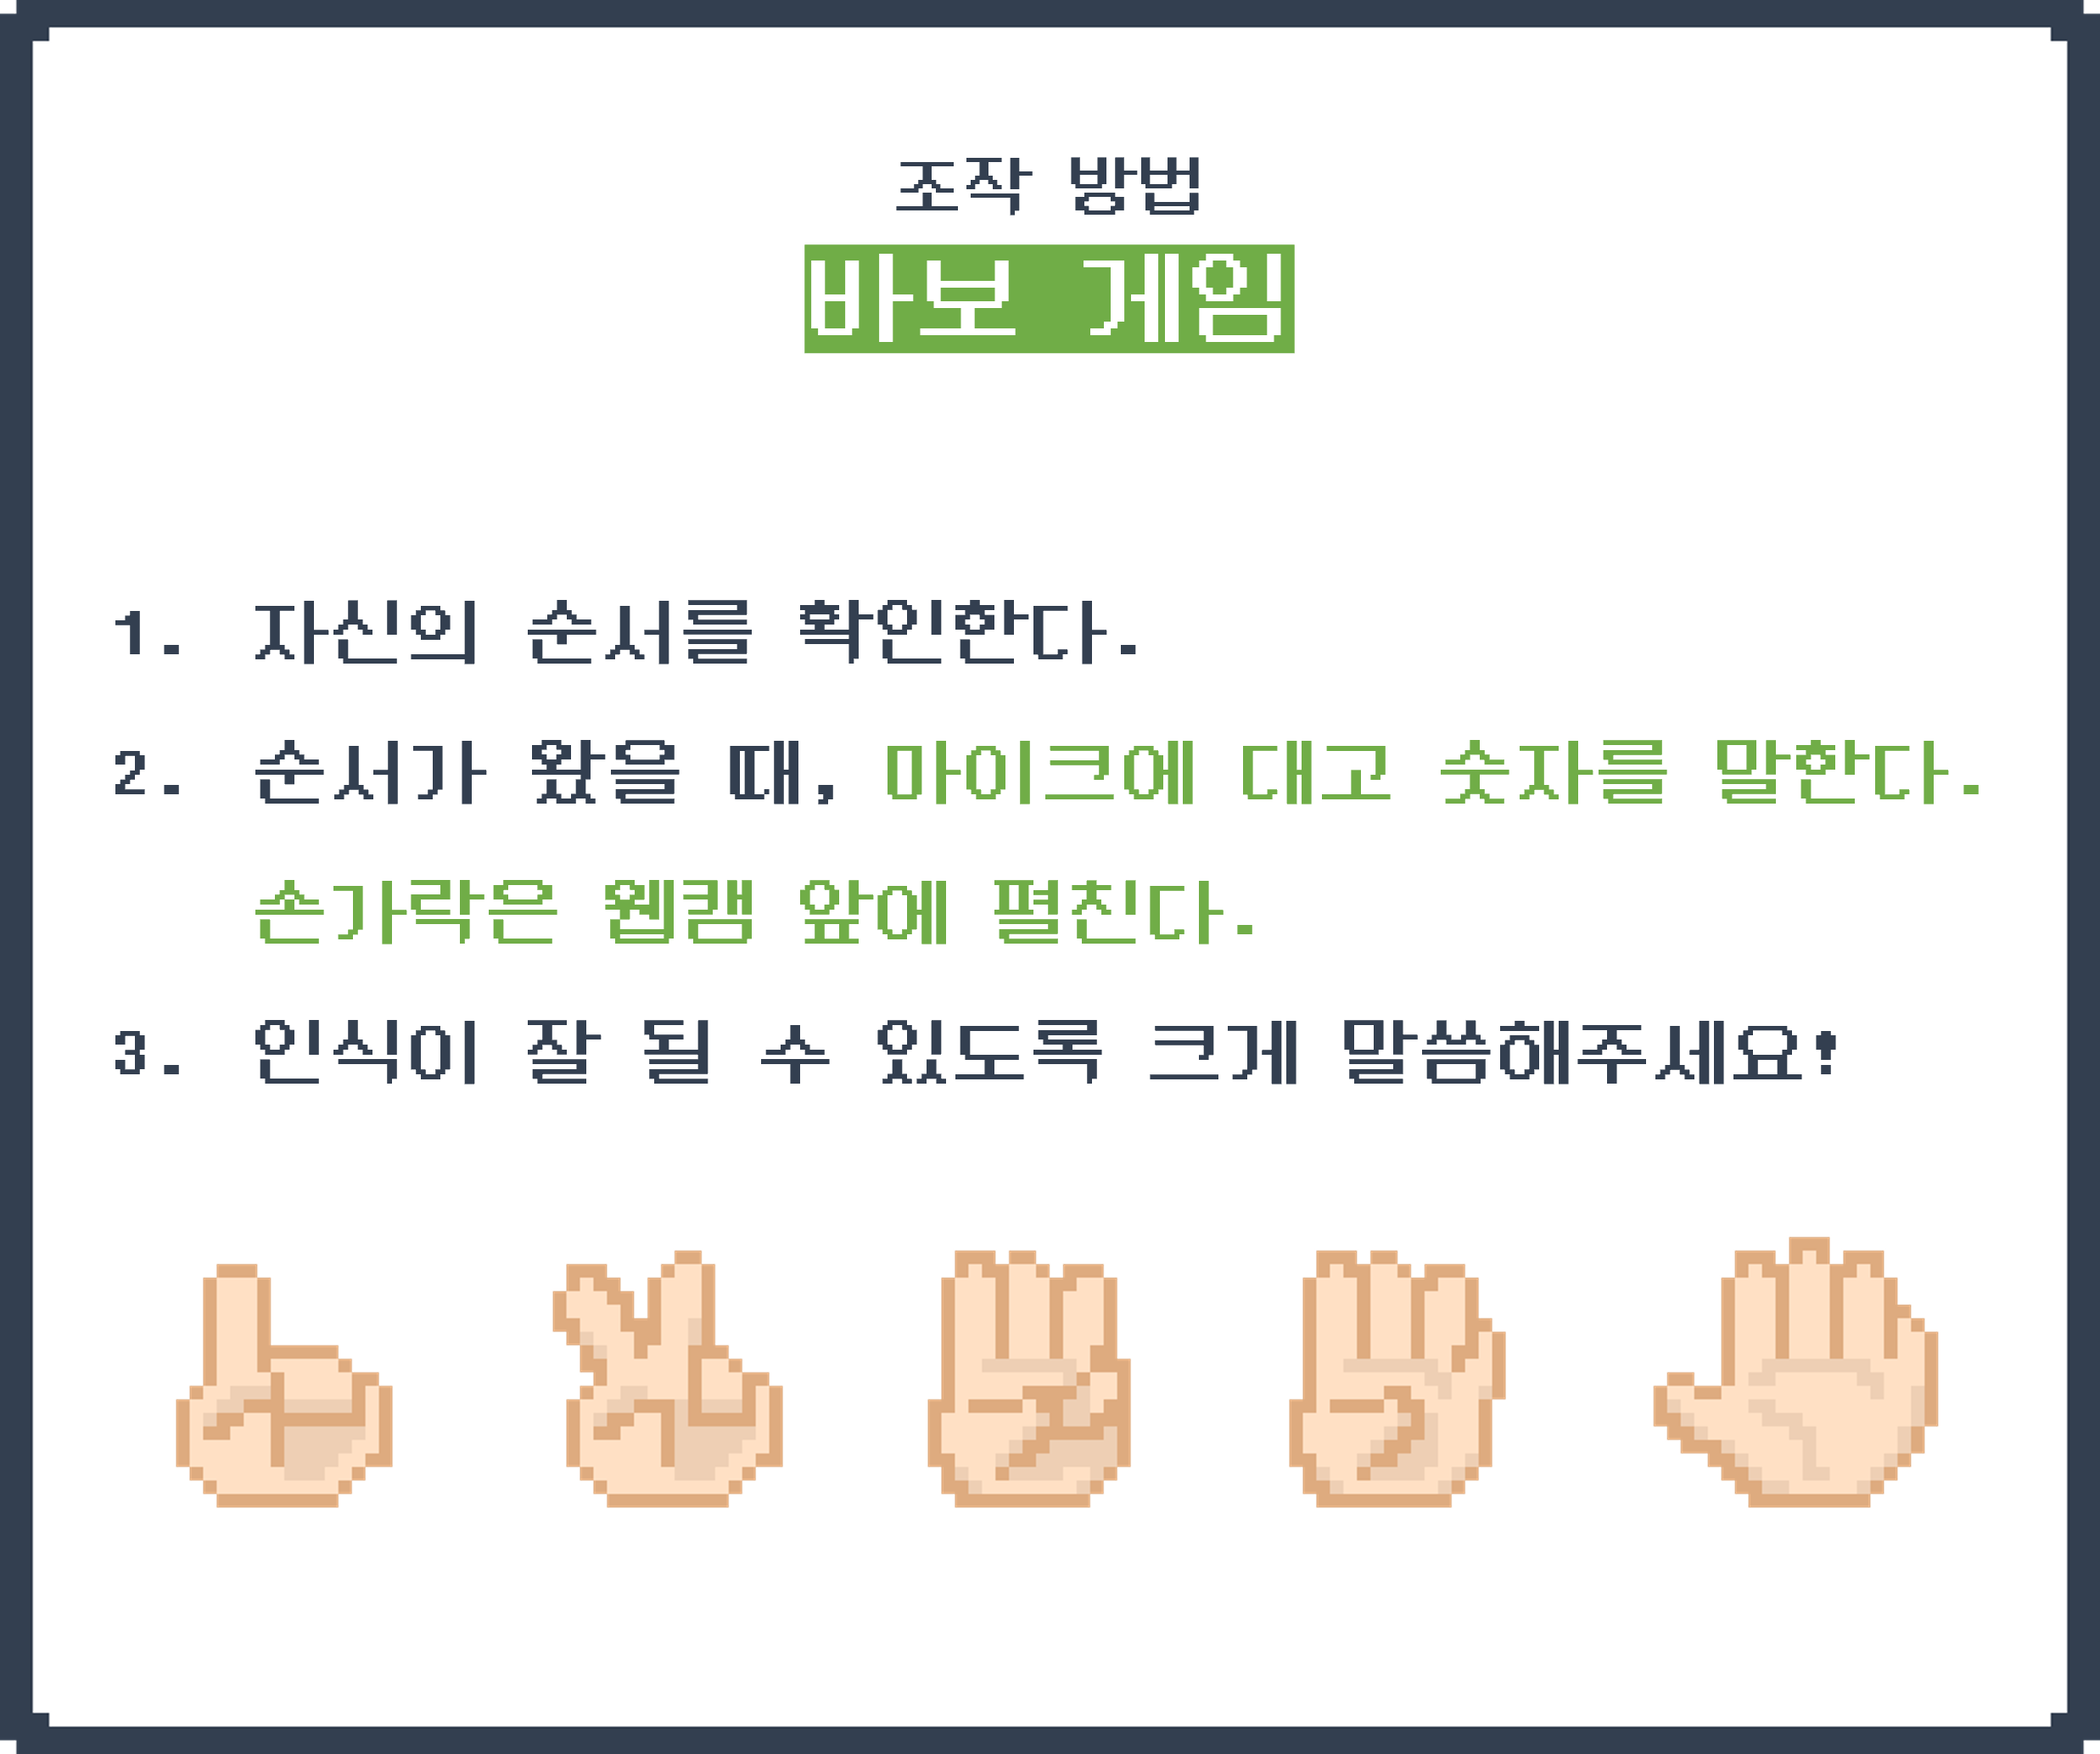 조작 방법
바보 게임
1. 자신의 순서를 확인한다.
2. 순서가 왔을 때, 마이크에 대고 숫자를 말한다.
손가락은 웹캠 앞에 펼친다.
3. 인식이 잘 될 수 있도록 크게 말씀해주세요!